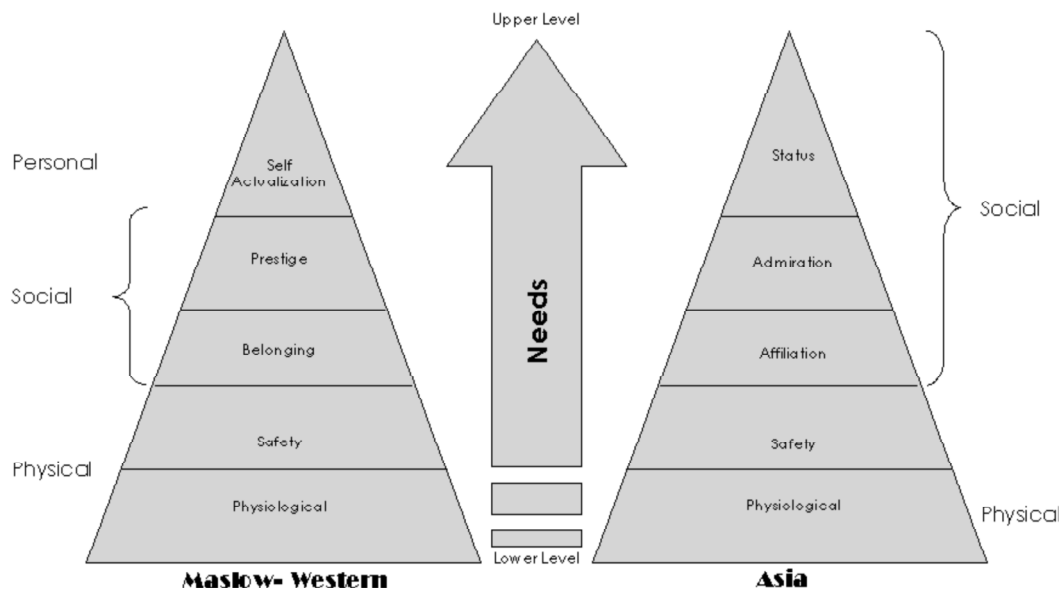 Upper Level
Personal
Self
Actualization
Prestige
Social
Belonging
Safety
Physical
Physiological
Maslow- Western
Needs
Lower Level
Status
Admiration
Social
Affiliation
Safety
Physiological
Physical
Asia